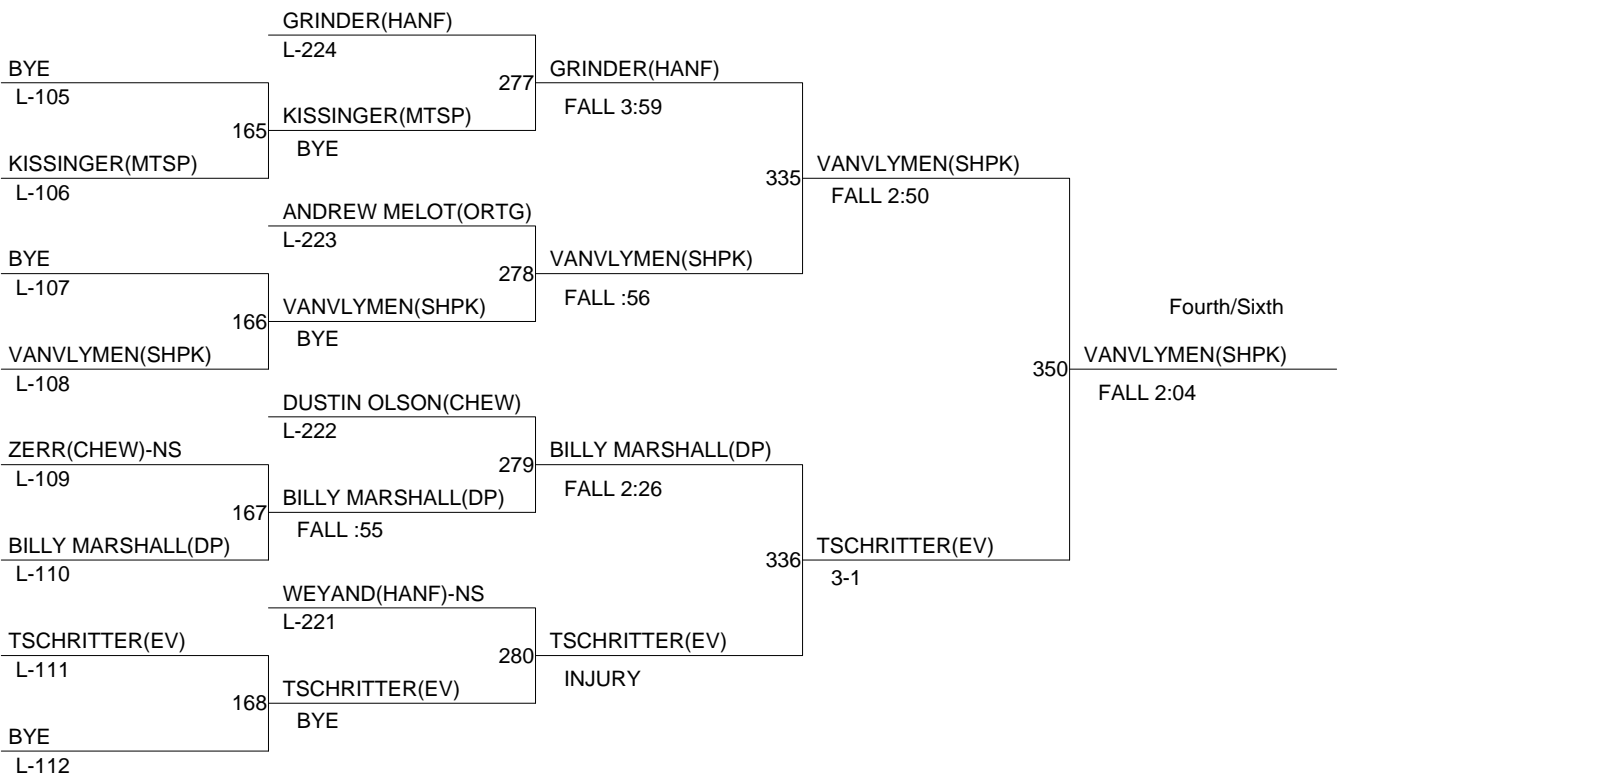 GRINDER(HANF)
L-224
BYE
L-105
277
GRINDER(HANF)
FALL 3:59
165
KISSINGER(MTSP)
BYE
KISSINGER(MTSP)
L-106
335
VANVLYMEN(SHPK)
FALL 2:50
ANDREW MELOT(ORTG)
L-223
BYE
L-107
278
VANVLYMEN(SHPK)
FALL :56
166
VANVLYMEN(SHPK)
BYE
Fourth/Sixth
VANVLYMEN(SHPK)
L-108
350
VANVLYMEN(SHPK)
FALL 2:04
DUSTIN OLSON(CHEW)
L-222
ZERR(CHEW)-NS
L-109
279
BILLY MARSHALL(DP)
FALL 2:26
167
BILLY MARSHALL(DP)
FALL :55
BILLY MARSHALL(DP)
L-110
336
TSCHRITTER(EV)
3-1
WEYAND(HANF)-NS
L-221
TSCHRITTER(EV)
L-111
280
TSCHRITTER(EV)
INJURY
168
TSCHRITTER(EV)
BYE
BYE
L-112